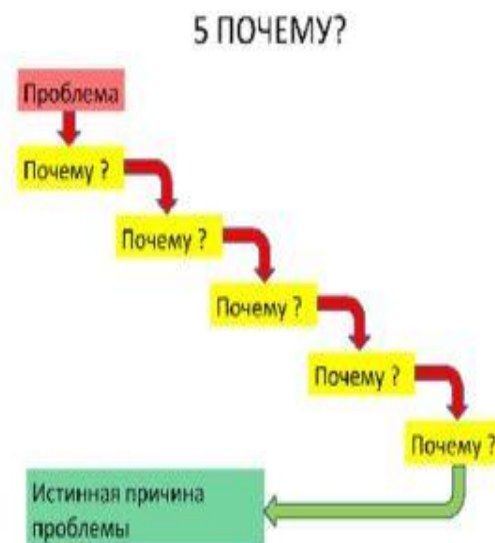 5 ПОЧЕМУ?
Проблема
Почему ?
Почему ?
Почему ?
Почему ?
Почему ?
Истинная причина
проблемы